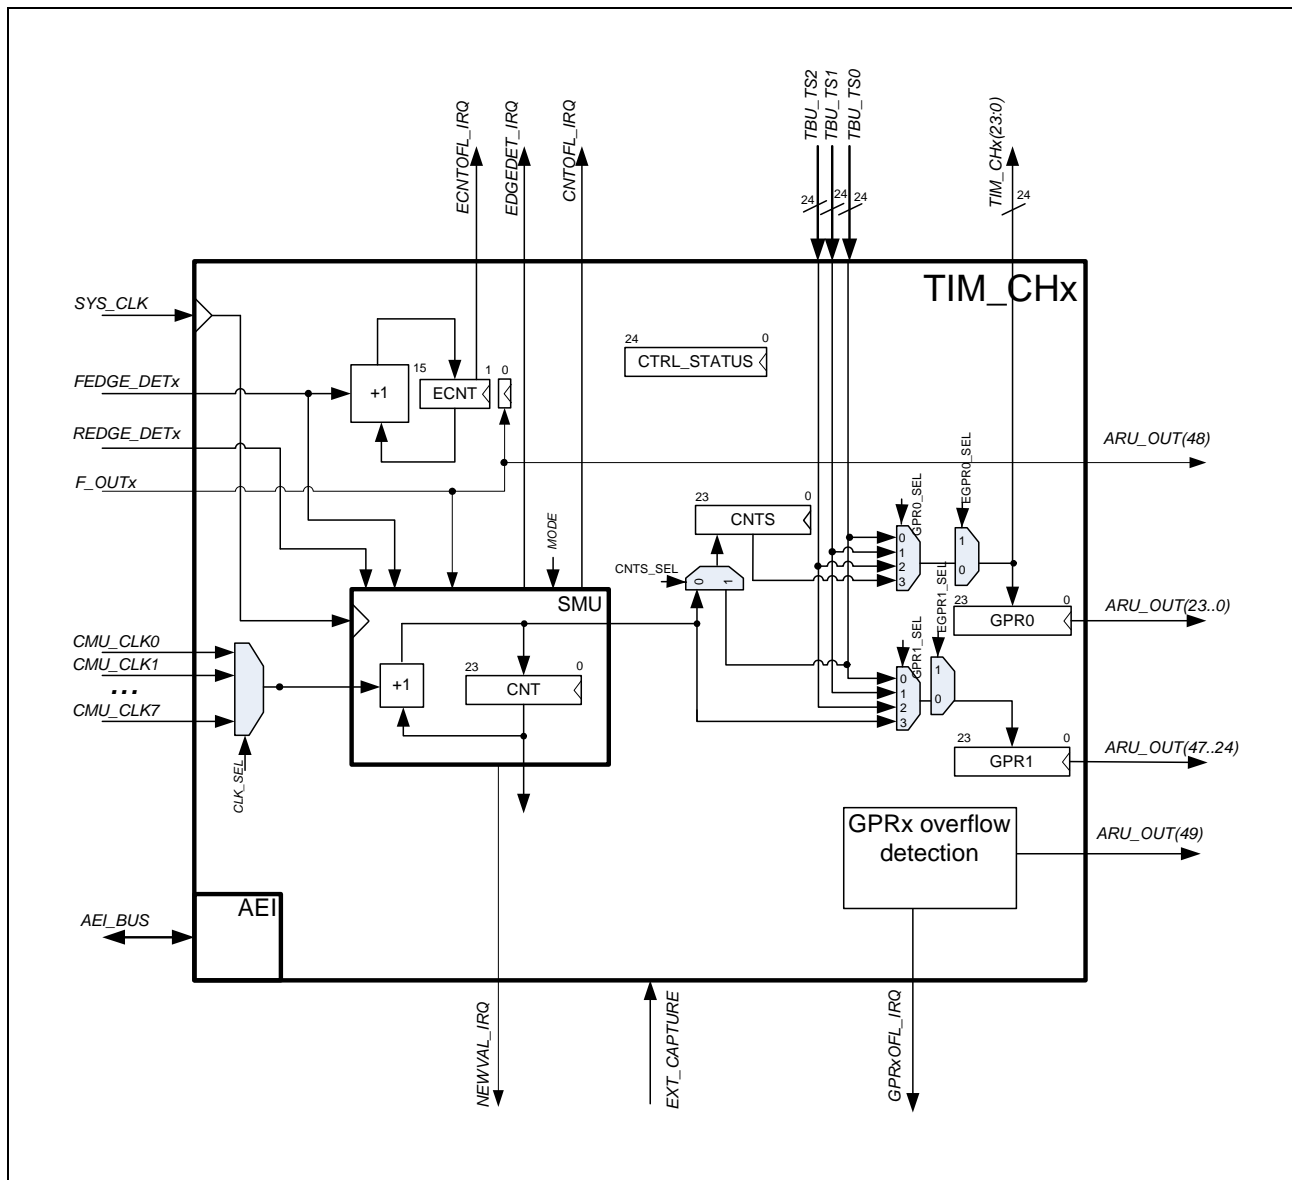 ECNTOFL_IRQ
EDGEDET_IRQ
CNTOFL_IRQ
TBU_TS2
TBU_TS1
TBU_TS0
TIM_CHx(23:0)
24
24
24
24
TIM_CHx
SYS_CLK
FEDGE_DETx
REDGE_DETx
F_OUTx
+1
15
1
0
ECNT
24
0
CTRL_STATUS
ARU_OUT(48)
GPR0_SEL
EGPR0_SEL
23
0
CNTS
0
1
2
3
1
0
MODE
CNTS_SEL
0
1
SMU
23
0
GPR0
ARU_OUT(23..0)
GPR1_SEL
EGPR1_SEL
CMU_CLK0
CMU_CLK1
...
CMU_CLK7
CLK_SEL
+1
23
0
CNT
0
1
2
3
1
0
23
0
GPR1
ARU_OUT(47..24)
GPRx overflow
detection
ARU_OUT(49)
AEI
AEI_BUS
NEWVAL_IRQ
EXT_CAPTURE
GPRxOFL_IRQ